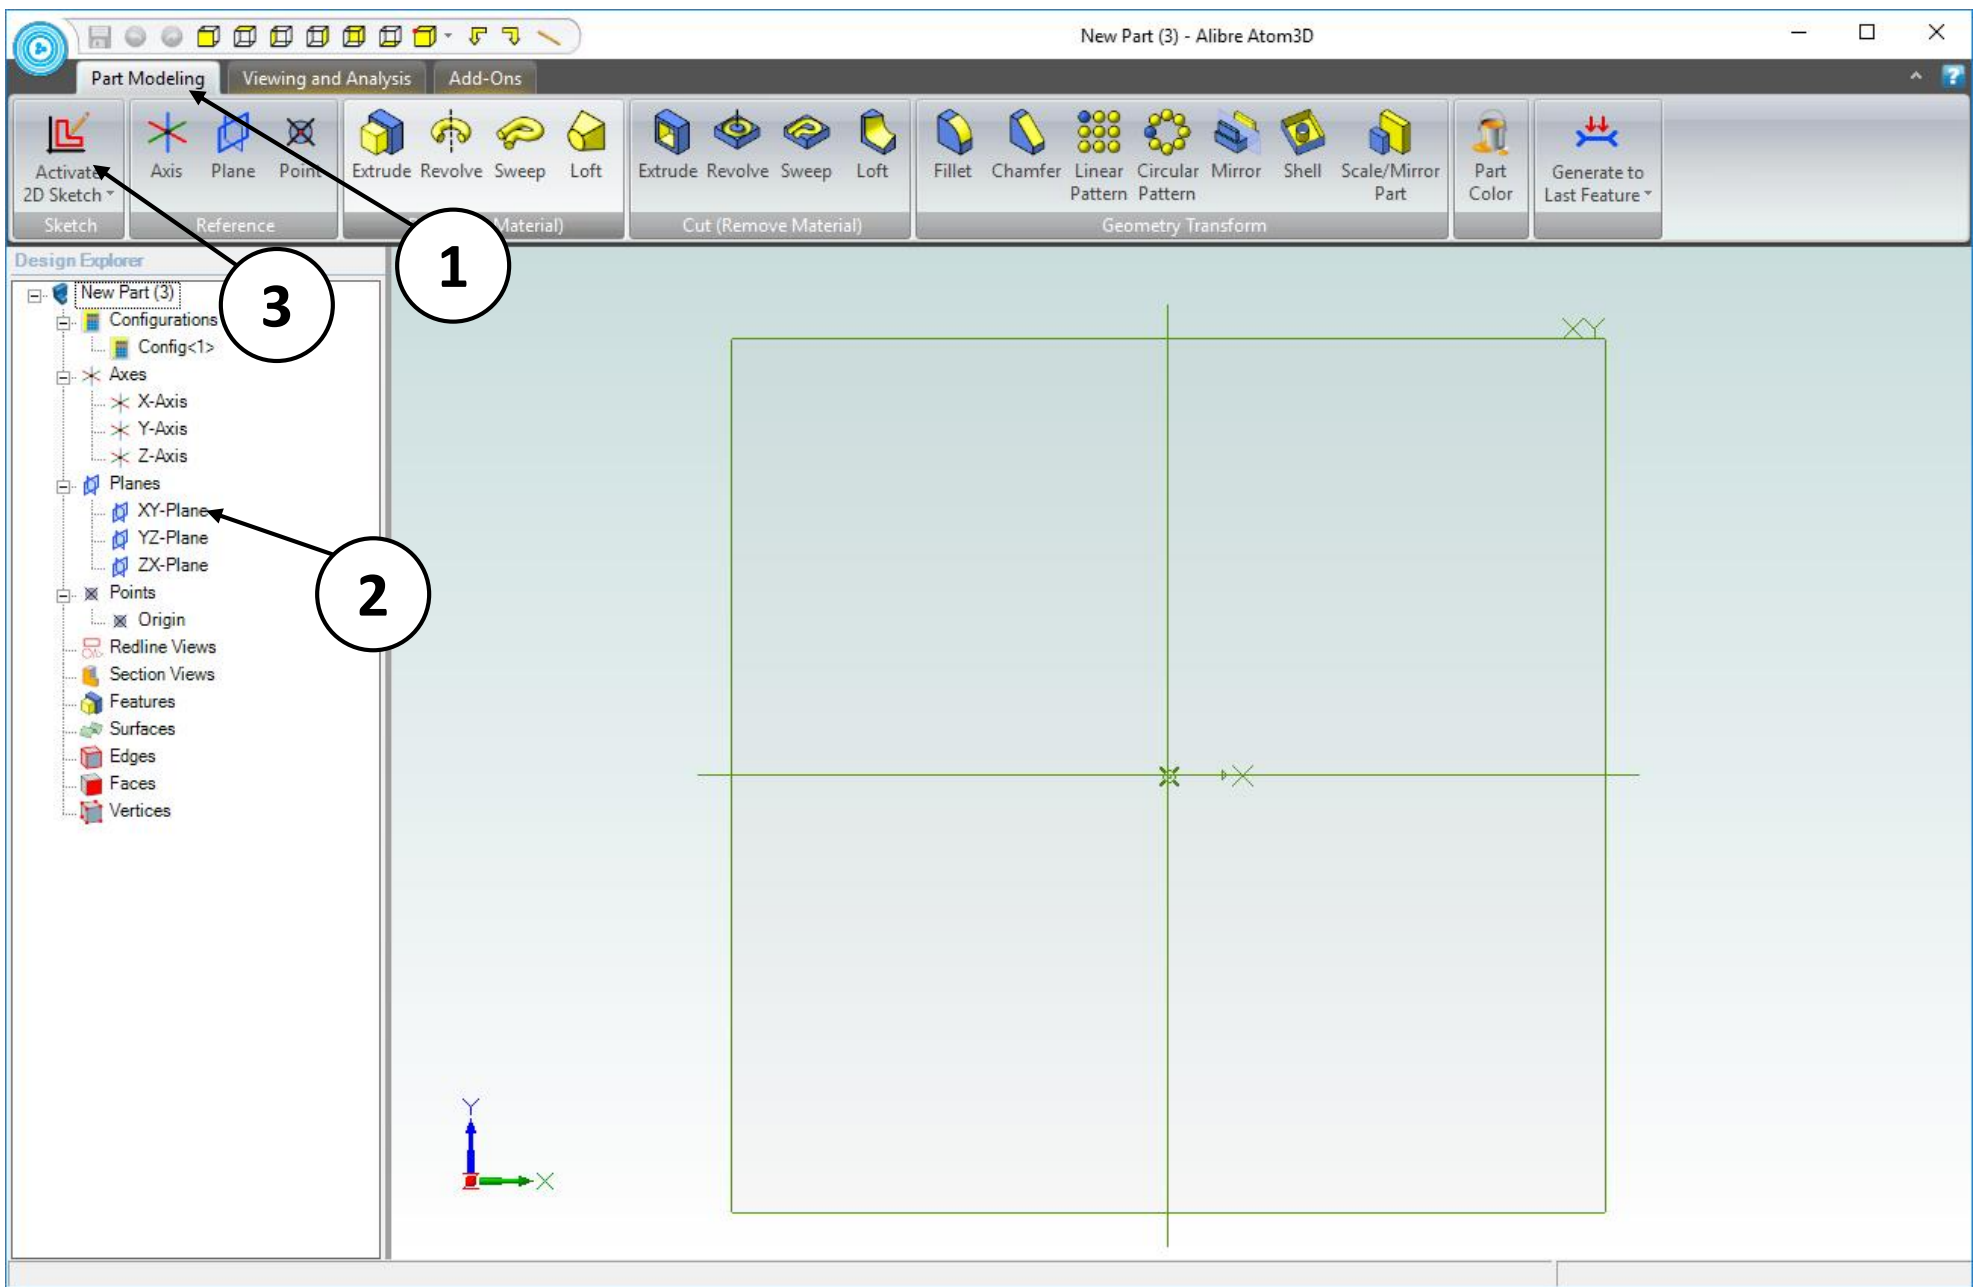 New Part (3) - Alibre Atom3D
Part Modeling Viewing and Analysis Add-Ons
Activate 2D Sketch
Axis Plane Point
Extrude Revolve Sweep Loft
Extrude Revolve Sweep Loft
Fillet Chamfer Linear Pattern Circular Pattern Mirror Shell Scale/Mirror Part
Part Color
Generate to Last Feature
Sketch Reference Material) Cut (Remove Material) Geometry Transform
1
3
Design Explorer
New Part (3)
Configurations
Config<1>
Axes
X-Axis
Y-Axis
Z-Axis
Planes
XY-Plane
YZ-Plane
ZX-Plane
2
Points
Origin
Redline Views
Section Views
Features
Surfaces
Edges
Faces
Vertices
XY
X
Y
X